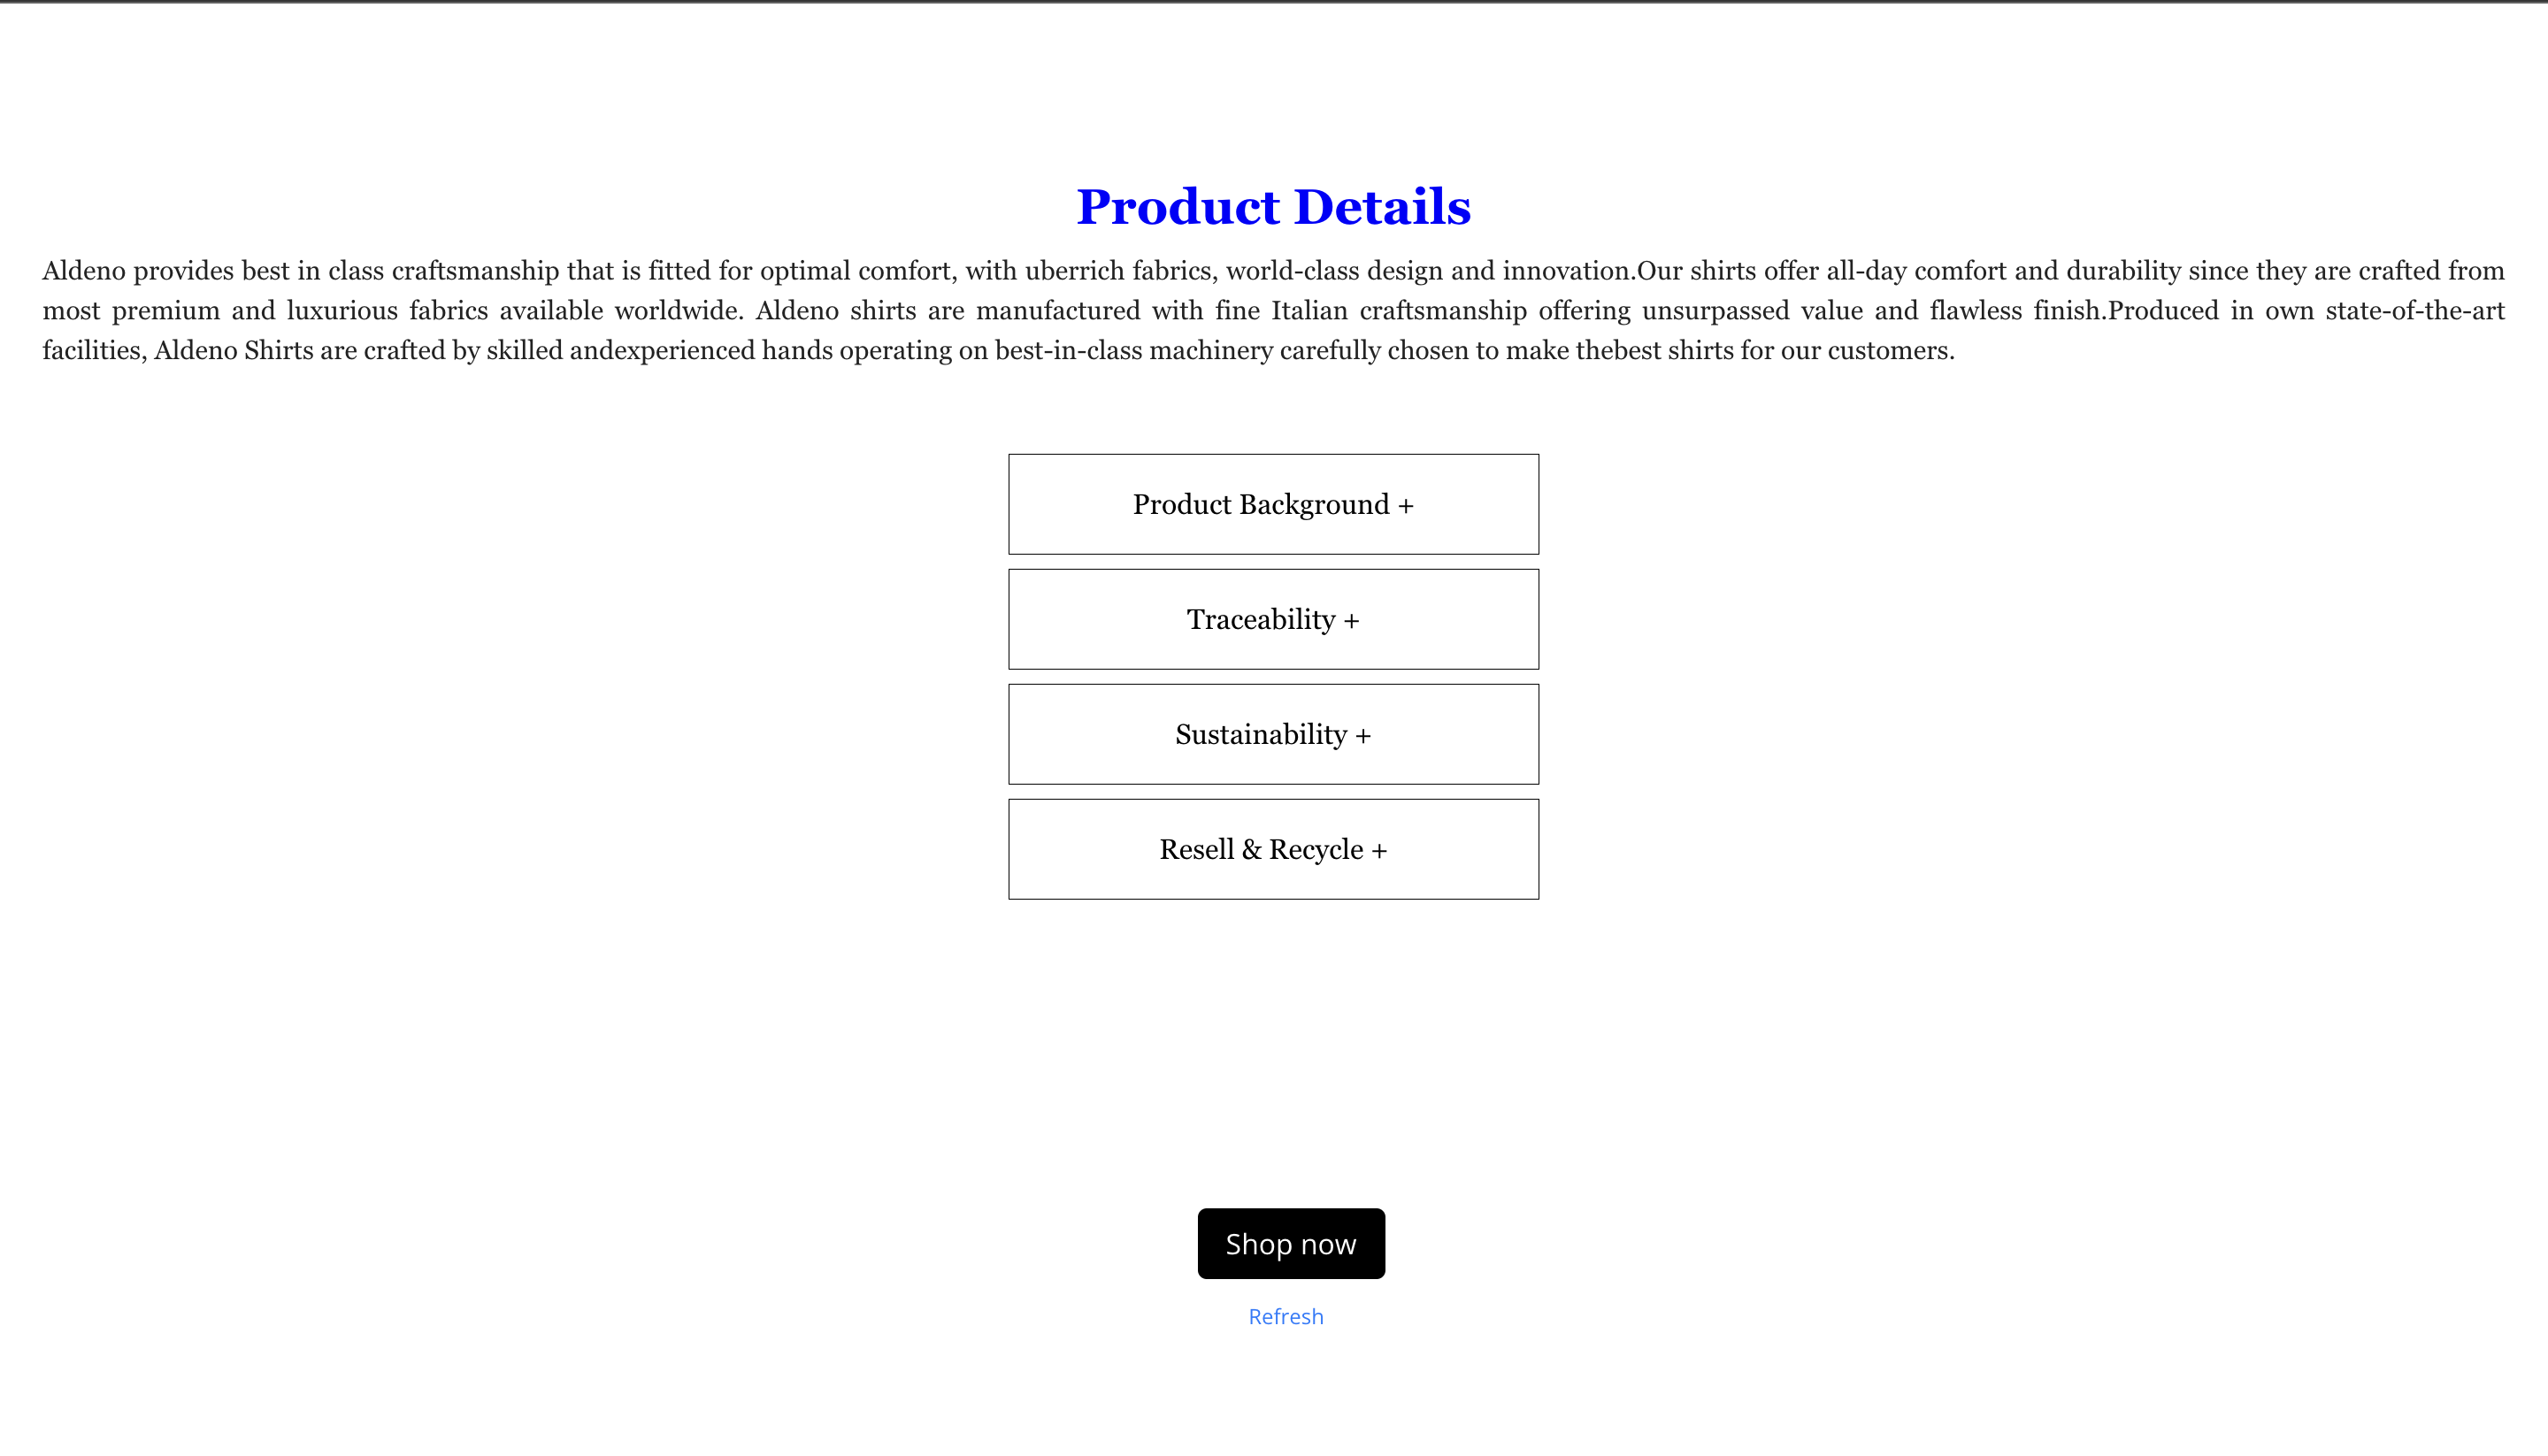 Product Details
Aldeno provides best in class craftsmanship that is fitted for optimal comfort, with uberrich fabrics, world-class design and innovation.Our shirts offer all-day comfort and durability since they are crafted from
most premium and luxurious fabrics available worldwide. Aldeno shirts are manufactured with fine Italian craftsmanship offering unsurpassed value and flawless finish.Produced in own state-of-the-art
facilities, Aldeno Shirts are crafted by skilled andexperienced hands operating on best-in-class machinery carefully chosen to make thebest shirts for our customers.
Product Background +
Traceability +
Sustainability +
Resell & Recycle +
Shop now
Refresh